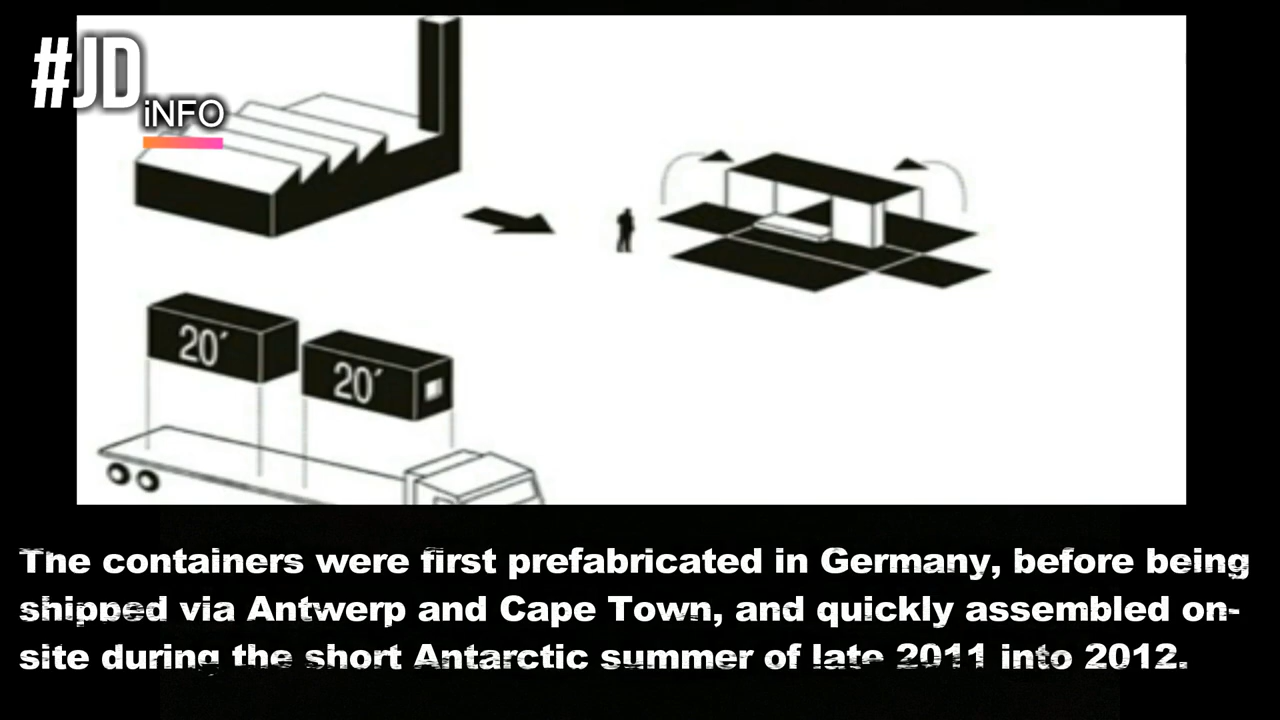 #JD
iNFO
20′
20′
The containers were first prefabricated in Germany, before being
shipped via Antwerp and Cape Town, and quickly assembled on-
site during the short Antarctic summer of late 2011 into 2012.